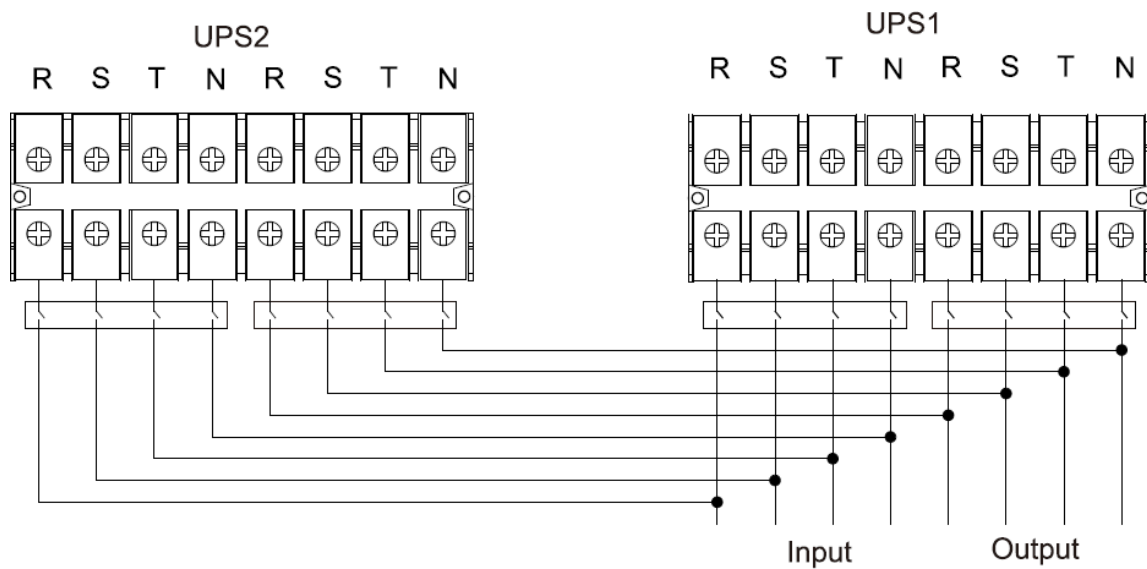 UPS2
R S T N R S T N
UPS1
R S T N R S T N
Input
Output